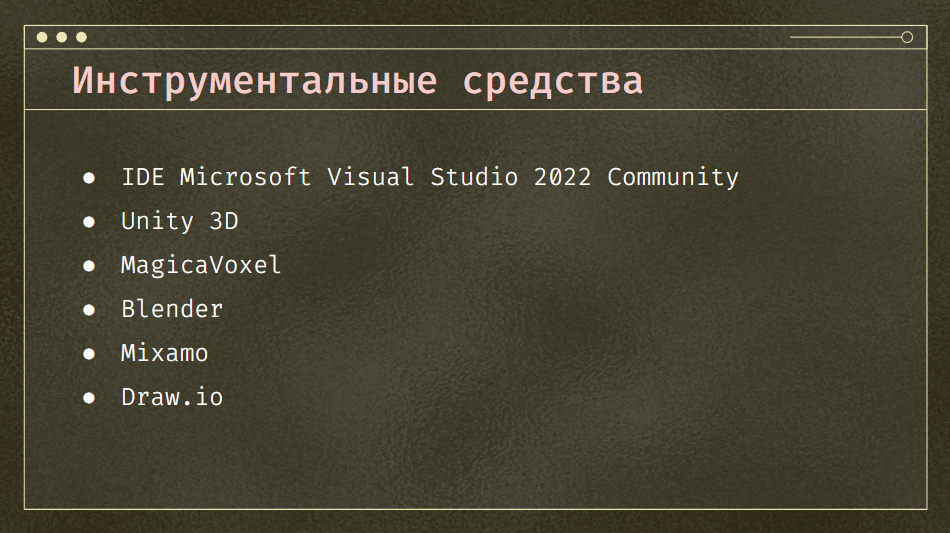 Инструментальные средства
● IDE Microsoft Visual Studio 2022 Community
● Unity 3D
● MagicaVoxel
● Blender
● Mixamo
● Draw.io